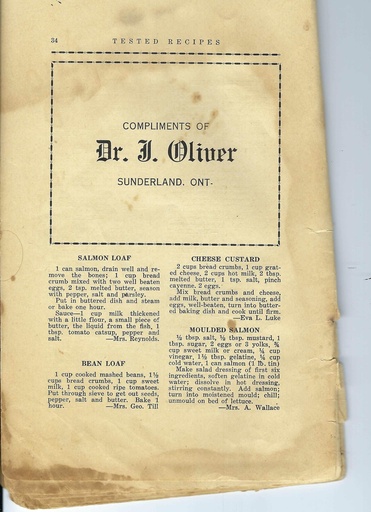 34
TESTED RECIPES
COMPLIMENTS OF
Dr. J. Oliver
SUNDERLAND. ONT-
SALMON LOAF
1 can salmon, drain well and re-
move the bones; 1 cup bread
crumb mixed with two well beaten
eggs, 2 tsp. melted butter, season
with pepper, salt and parsley.
Put in buttered dish and steam
or bake one hour.
Sauce—1 cup milk thickened
with a little flour, a small piece of
butter, the liquid from the fish, 1
tbsp. tomato catsup, pepper and
salt. —Mrs. Reynolds.
BEAN LOAF
1 cup cooked mashed beans, 1½
cups bread crumbs, 1 cup sweet
milk, 1 cup cooked ripe tomatoes.
Put through sieve to get out seeds,
pepper, salt and butter. Bake 1
hour. —Mrs. Geo. Till
CHEESE CUSTARD
2 cups bread crumbs, 1 cup grat-
ed cheese, 2 cups hot milk, 2 tbsp.
melted butter, 1 tsp. salt, pinch
cayenne, 2 eggs.
Mix bread crumbs and cheese,
add milk, butter and seasoning, add
eggs, well-beaten, turn into butter-
ed baking dish and cook until firm.
—Eva L. Luke
MOULDED SALMON
½ tbsp. salt, ½ tbsp. mustard, 1
tbsp. sugar, 2 eggs or 3 yolks, ¾
cup sweet milk or cream, ¼ cup
vinegar, 1½ tbsp. gelatine, ¼ cup
cold water, 1 can salmon (1 lb. tin)
Make salad dressing of first six
ingredients, soften gelatine in cold
water; dissolve in hot dressing,
stirring constantly. Add salmon;
turn into moistened mould; chill;
unmould on bed of lettuce.
—Mrs. A. Wallace